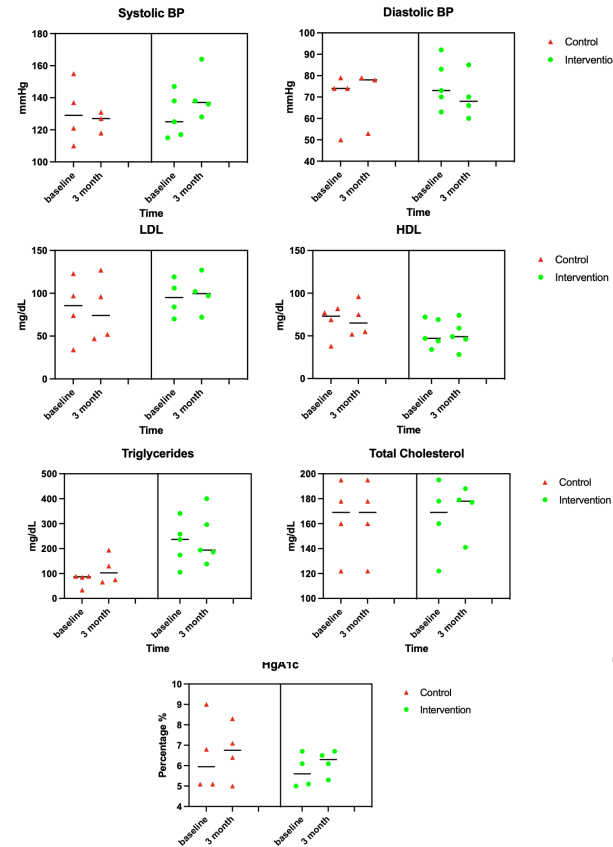 Systolic BP
Diastolic BP
180
160
140
120
100
mmHg
baseline
3 month
baseline
3 month
Time
100
90
80
70
60
50
40
mmHg
baseline
3 month
baseline
3 month
Time
Control
Interventio
LDL
HDL
150
100
50
0
mg/dL
baseline
3 month
baseline
3 month
Time
150
100
50
0
mg/dL
baseline
3 month
baseline
3 month
Time
Control
Intervention
Triglycerides
Total Cholesterol
500
400
300
200
100
0
mg/dL
baseline
3 month
baseline
3 month
Time
200
180
160
140
120
100
mg/dL
baseline
3 month
baseline
3 month
Time
Control
Intervention
HgA1c
10
9
8
7
6
5
4
Percentage %
baseline
3 month
baseline
3 month
Control
Intervention